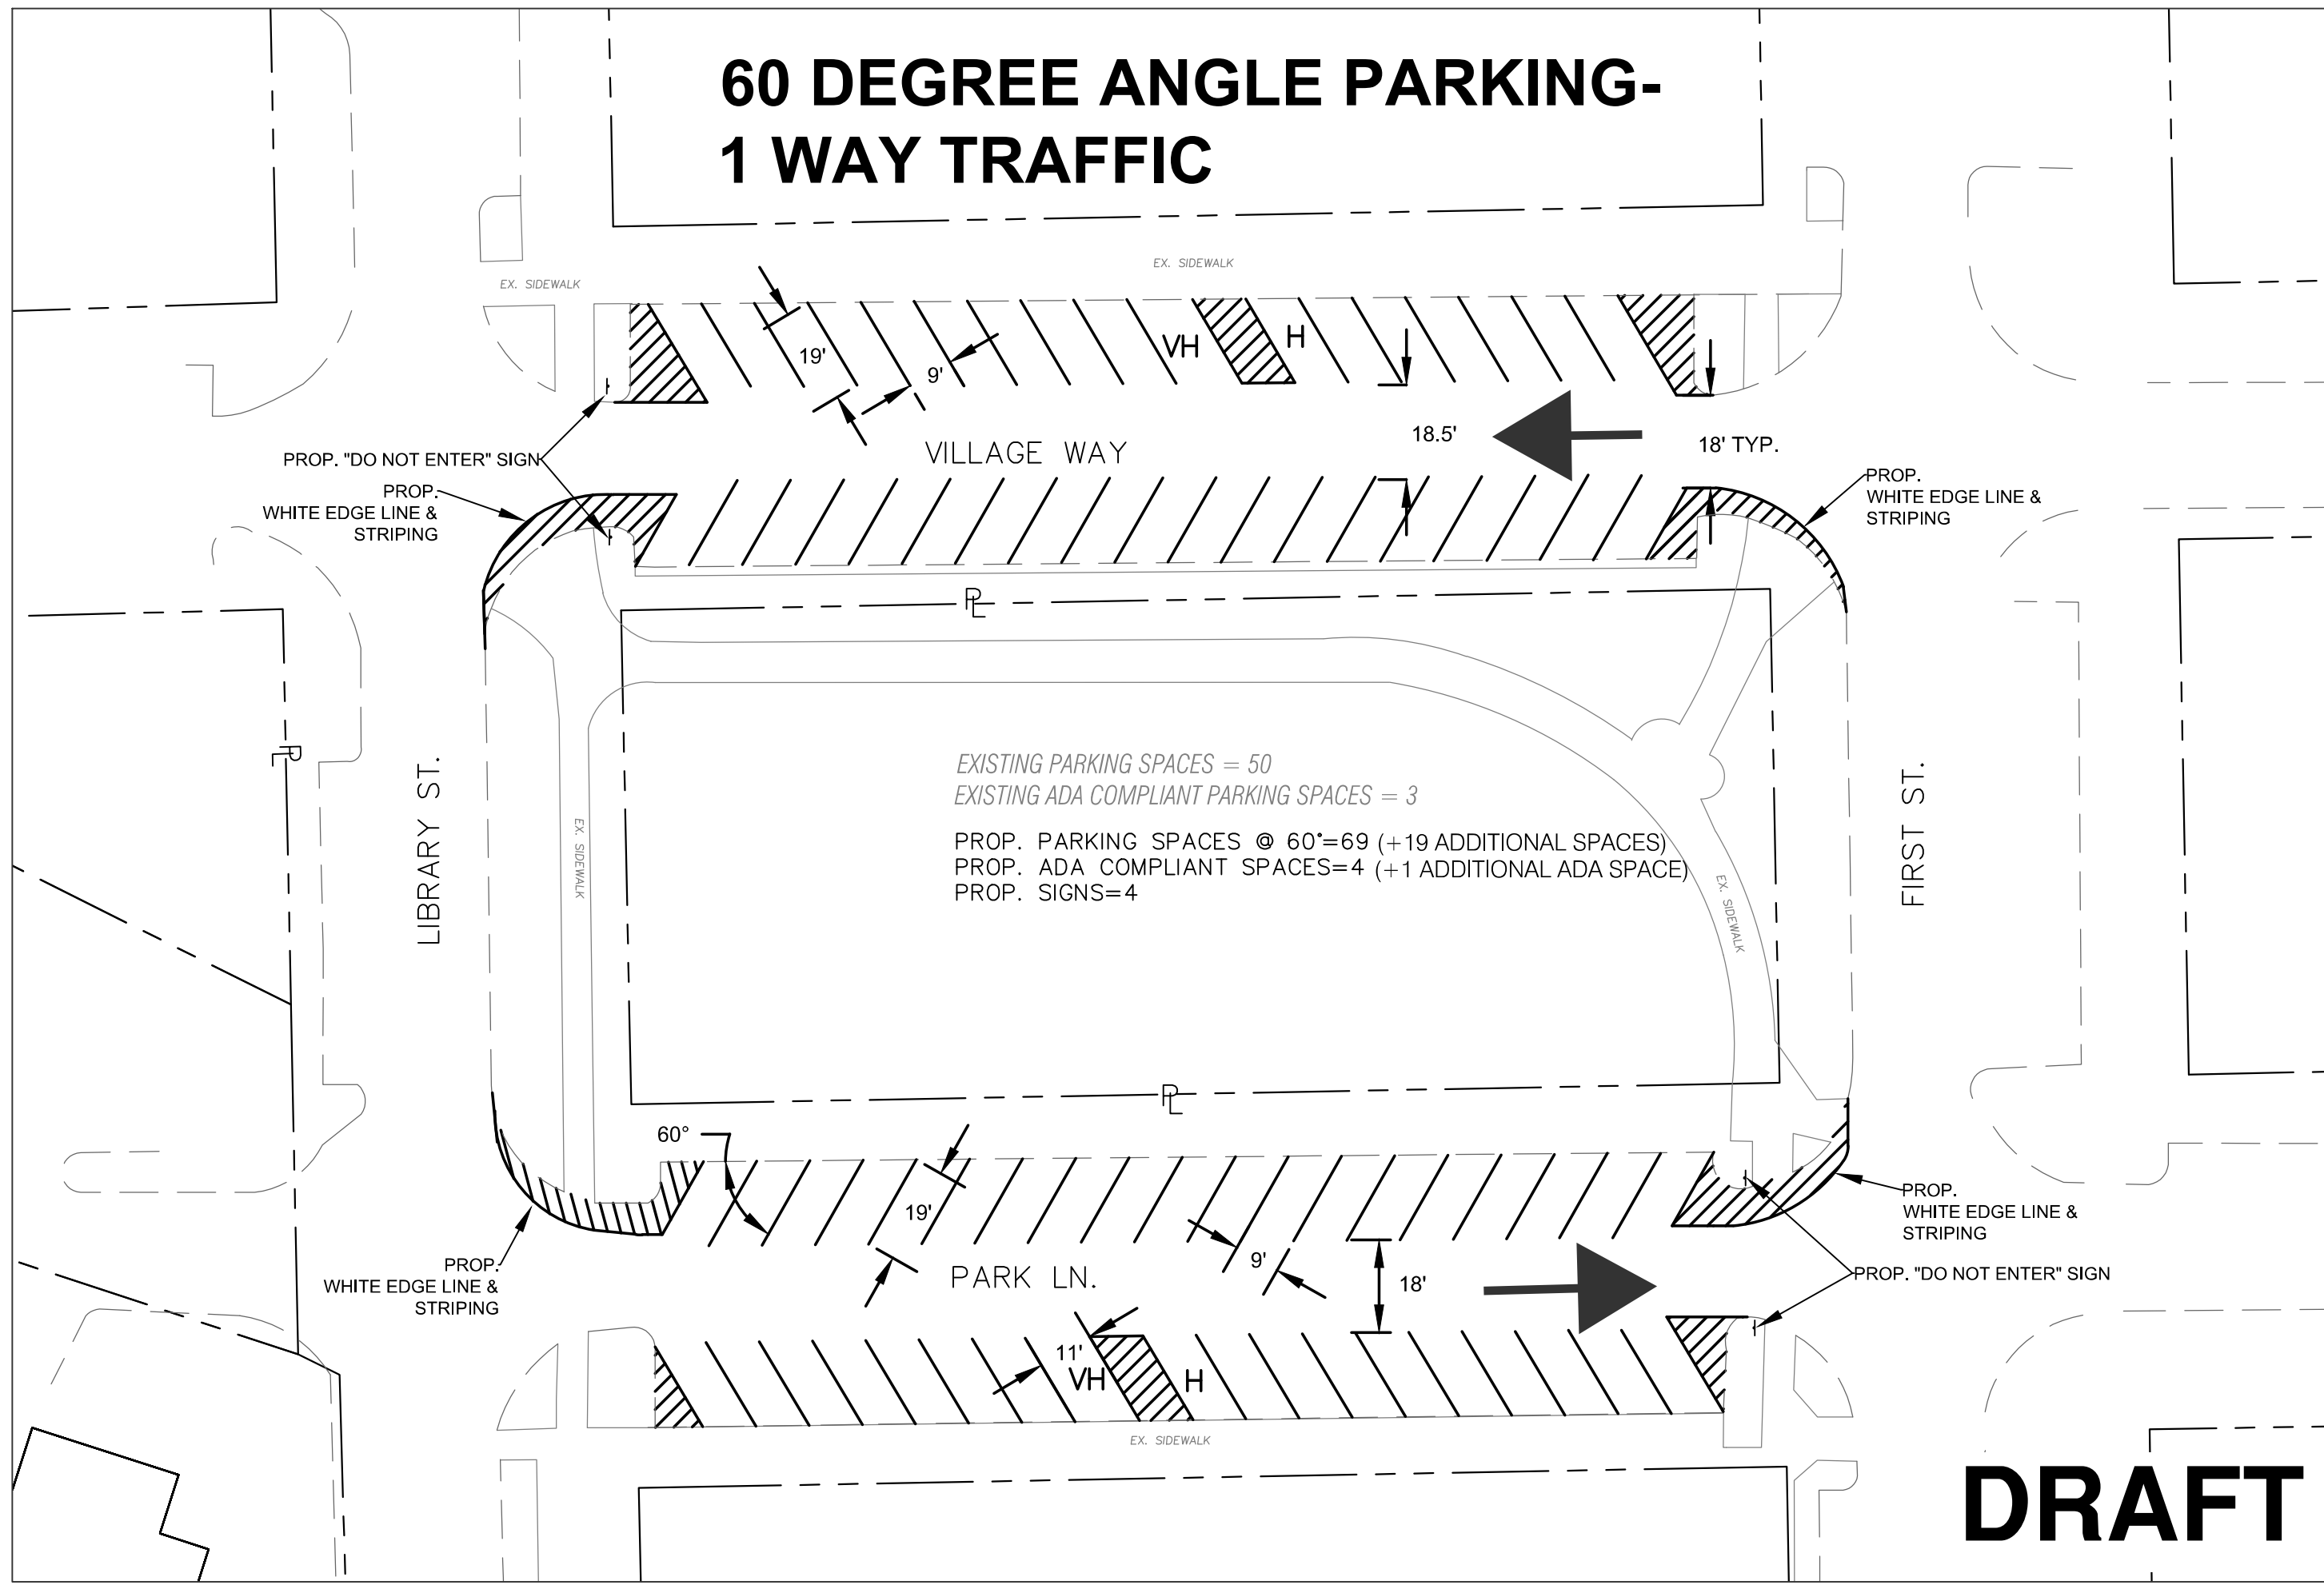 60 DEGREE ANGLE PARKING-
1 WAY TRAFFIC
EX. SIDEWALK
EX. SIDEWALK
19'
9'
VH
H
VILLAGE WAY
18.5'
18' TYP.
PROP. "DO NOT ENTER" SIGN
PROP.
WHITE EDGE LINE &
STRIPING
PROP.
WHITE EDGE LINE &
STRIPING
PL
PL
LIBRARY ST.
EX. SIDEWALK
EXISTING PARKING SPACES = 50
EXISTING ADA COMPLIANT PARKING SPACES = 3
PROP. PARKING SPACES @ 60°=69 (+19 ADDITIONAL SPACES)
PROP. ADA COMPLIANT SPACES=4 (+1 ADDITIONAL ADA SPACE)
PROP. SIGNS=4
EX. SIDEWALK
FIRST ST.
PL
60°
19'
9'
PARK LN.
18'
PROP.
WHITE EDGE LINE &
STRIPING
PROP.
WHITE EDGE LINE &
STRIPING
PROP. "DO NOT ENTER" SIGN
11'
VH
H
EX. SIDEWALK
DRAFT